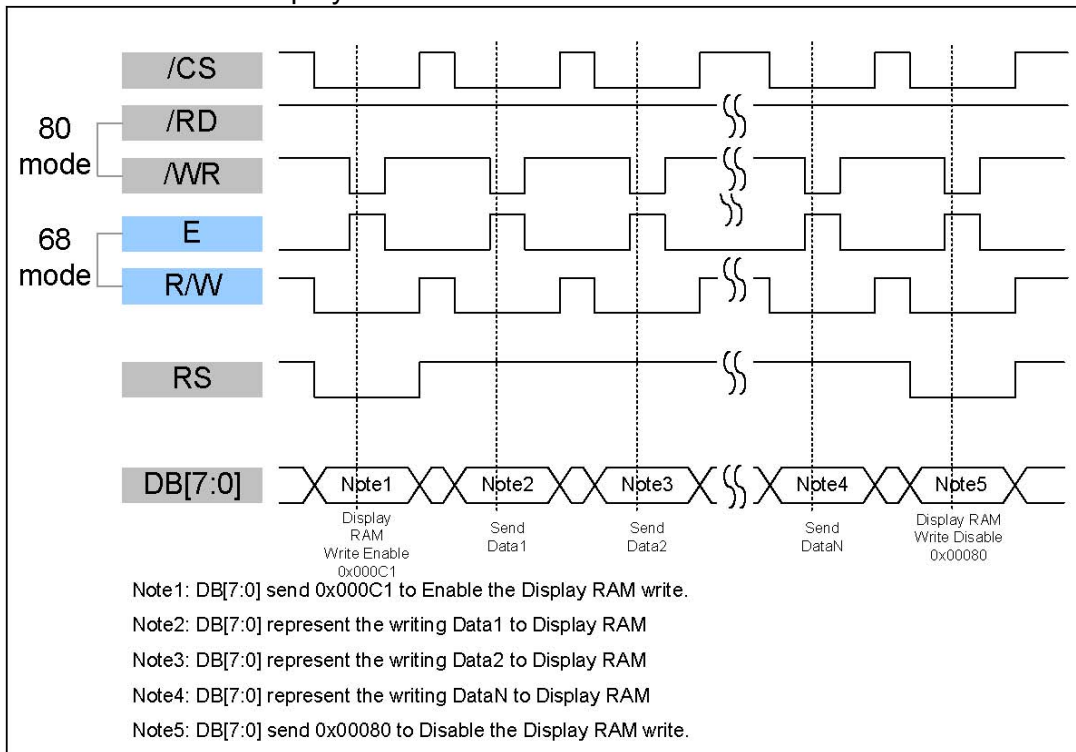 /CS
80 mode
/RD
/WR
68 mode
E
R/W
RS
DB[7:0]
Note1 Note2 Note3 Note4 Note5
Display RAM Write Enable 0x000C1
Send Data1
Send Data2
Send DataN
Display RAM Write Disable 0x00080
Note1: DB[7:0] send 0x000C1 to Enable the Display RAM write.
Note2: DB[7:0] represent the writing Data1 to Display RAM
Note3: DB[7:0] represent the writing Data2 to Display RAM
Note4: DB[7:0] represent the writing DataN to Display RAM
Note5: DB[7:0] send 0x00080 to Disable the Display RAM write.